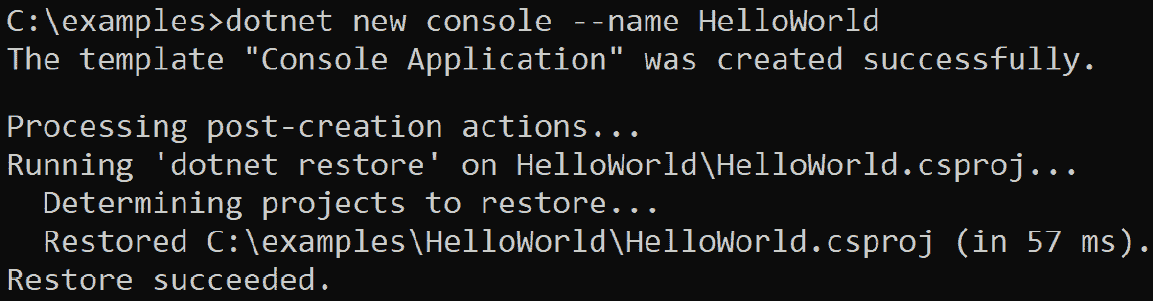 C:\examples>dotnet new console --name HelloWorld
The template "Console Application" was created successfully.
Processing post-creation actions...
Running 'dotnet restore' on HelloWorld\HelloWorld.csproj...
Determining projects to restore...
Restored C:\examples\HelloWorld\HelloWorld.csproj (in 57 ms).
Restore succeeded.